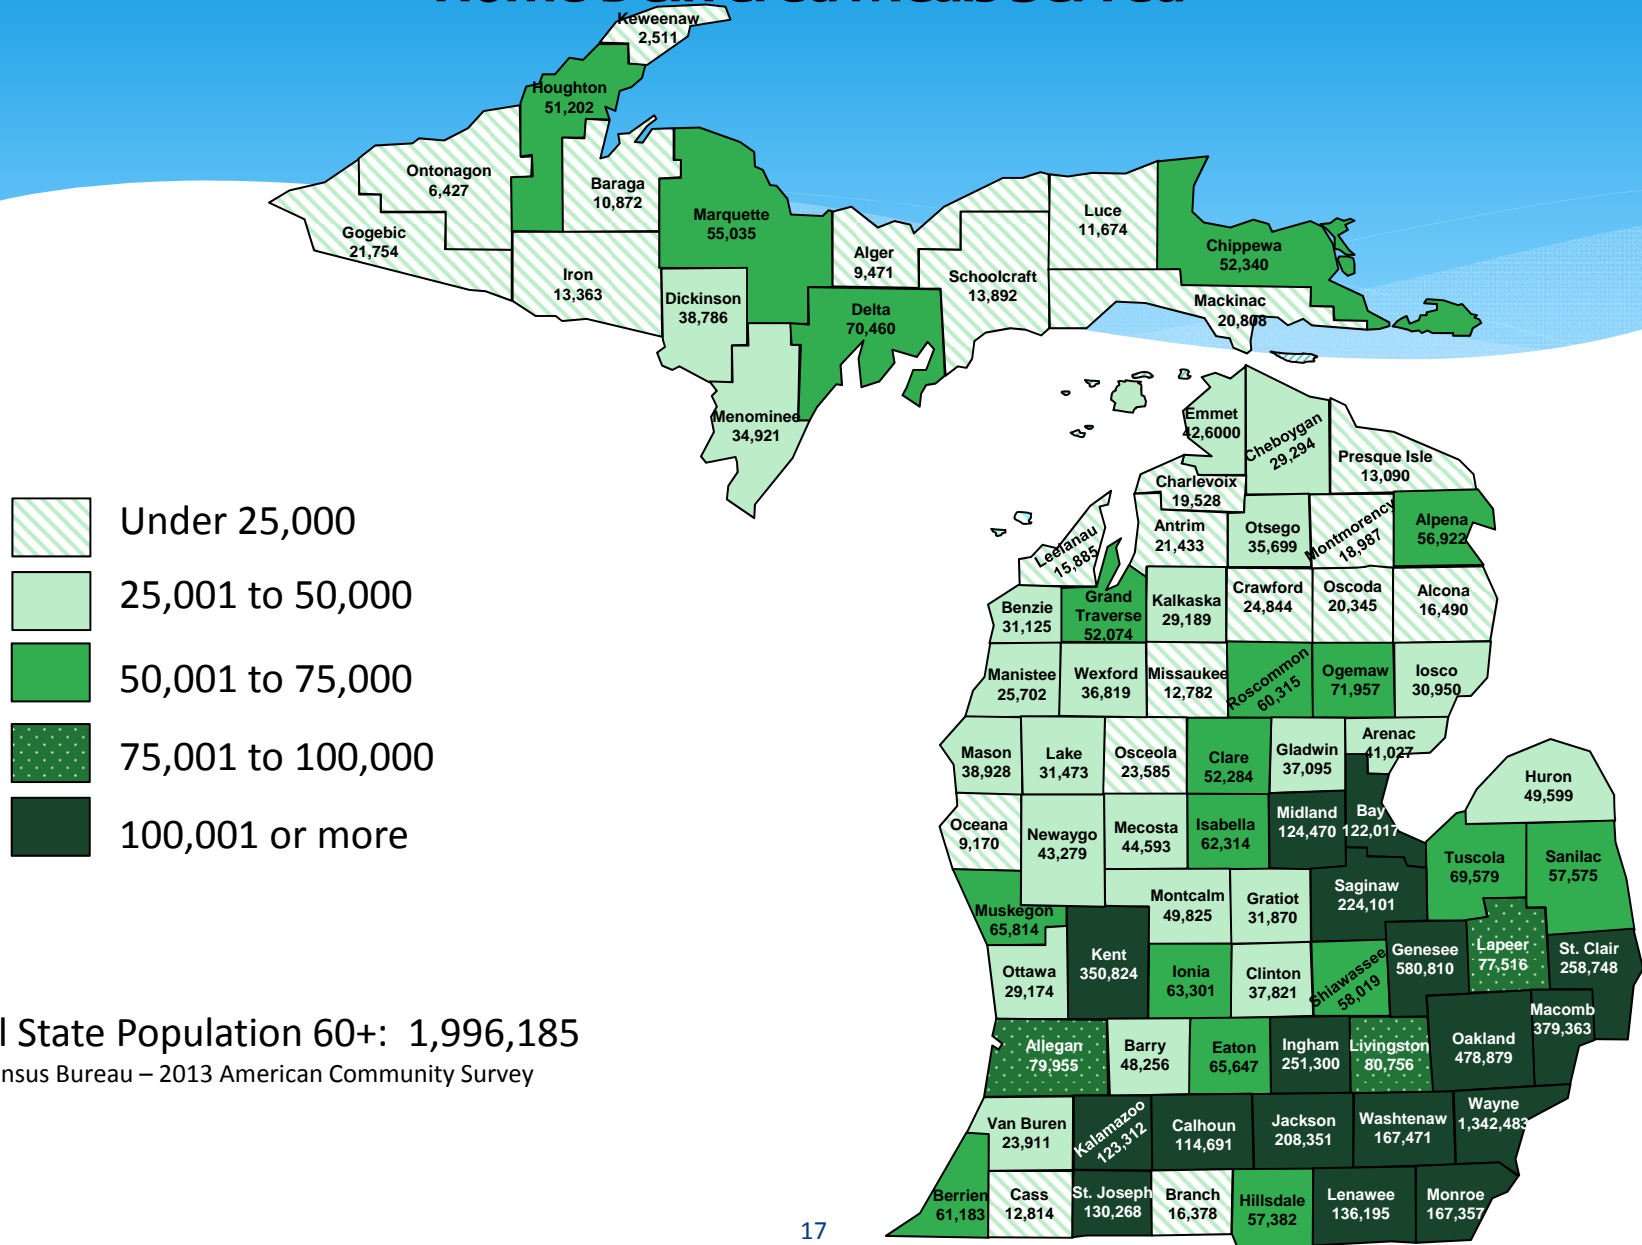 Home Delivered Meals Served
Keweenaw
2,511
Houghton
51,202
Ontonagon
6,427
Baraga
10,872
Gogebic
21,754
Marquette
55,035
Iron
13,363
Dickinson
38,786
Menominee
34,921
Alger
9,471
Delta
70,460
Schoolcraft
13,892
Luce
11,674
Chippewa
52,340
Mackinac
20,808
Emmet
42,6000
Cheboygan
29,294
Presque Isle
13,090
Charlevoix
19,528
Antrim
21,433
Otsego
35,699
Montmorency
18,987
Alpena
56,922
Leelanau
15,885
Benzie
31,125
Grand
Traverse
52,074
Kalkaska
29,189
Crawford
24,844
Oscoda
20,345
Alcona
16,490
Manistee
25,702
Wexford
36,819
Missaukee
12,782
Roscommon
60,315
Ogemaw
71,957
Iosco
30,950
Mason
38,928
Lake
31,473
Osceola
23,585
Clare
52,284
Gladwin
37,095
Arenac
41,027
Huron
49,599
Oceana
9,170
Newaygo
43,279
Mecosta
44,593
Isabella
62,314
Midland
124,470
Bay
122,017
Tuscola
69,579
Sanilac
57,575
Muskegon
65,814
Montcalm
49,825
Gratiot
31,870
Saginaw
224,101
Ottawa
29,174
Kent
350,824
Ionia
63,301
Clinton
37,821
Shiawassee
58,019
Genesee
580,810
Lapeer
77,516
St. Clair
258,748
Allegan
79,955
Barry
48,256
Eaton
65,647
Ingham
251,300
Livingston
80,756
Oakland
478,879
Macomb
379,363
Van Buren
23,911
Kalamazoo
123,312
Calhoun
114,691
Jackson
208,351
Washtenaw
167,471
Wayne
1,342,483
Berrien
61,183
Cass
12,814
St. Joseph
130,268
Branch
16,378
Hillsdale
57,382
Lenawee
136,195
Monroe
167,357
Under 25,000
25,001 to 50,000
50,001 to 75,000
75,001 to 100,000
100,001 or more
l State Population 60+: 1,996,185
nsus Bureau – 2013 American Community Survey
17